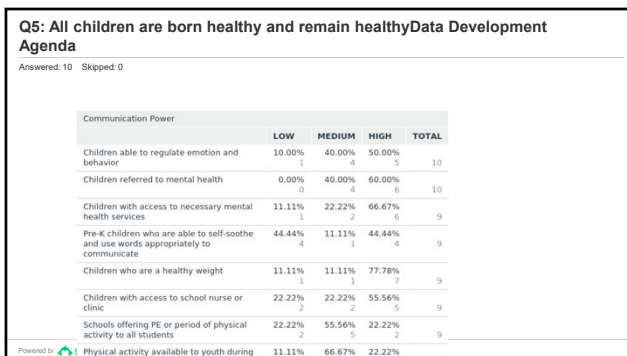 Q5: All children are born healthy and remain healthyData Development
Agenda
Answered: 10 Skipped: 0
Communication Power
LOW MEDIUM HIGH TOTAL
Children able to regulate emotion and 10.00% 40.00% 50.00%
behavior 1 4 5 10
Children referred to mental health 0.00% 40.00% 60.00%
0 4 6 10
Children with access to necessary mental 11.11% 22.22% 66.67%
health services 1 2 6 9
Pre-K children who are able to self-soothe 44.44% 11.11% 44.44%
and use words appropriately to 4 1 4 9
communicate
Children who are a healthy weight 11.11% 11.11% 77.78%
1 1 7 9
Children with access to school nurse or 22.22% 22.22% 55.56%
clinic 2 2 5 9
Schools offering PE or period of physical 22.22% 55.56% 22.22%
activity to all students 2 5 2 9
Powered by Physical activity available to youth during 11.11% 66.67% 22.22%